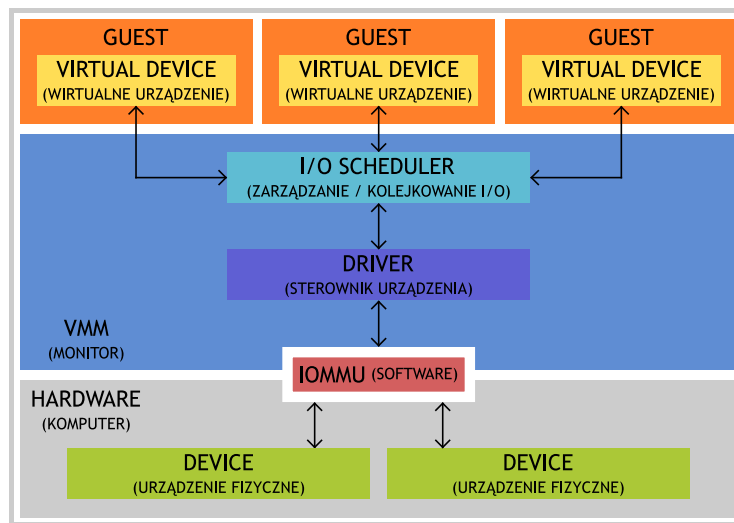 GUEST
VIRTUAL DEVICE
(WIRTUALNE URZĄDZENIE)
GUEST
VIRTUAL DEVICE
(WIRTUALNE URZĄDZENIE)
GUEST
VIRTUAL DEVICE
(WIRTUALNE URZĄDZENIE)
I/O SCHEDULER
(ZARZĄDZANIE / KOLEJKOWANIE I/O)
DRIVER
(STEROWNIK URZĄDZENIA)
VMM
(MONITOR)
IOMMU (SOFTWARE)
HARDWARE
(KOMPUTER)
DEVICE
(URZĄDZENIE FIZYCZNE)
DEVICE
(URZĄDZENIE FIZYCZNE)